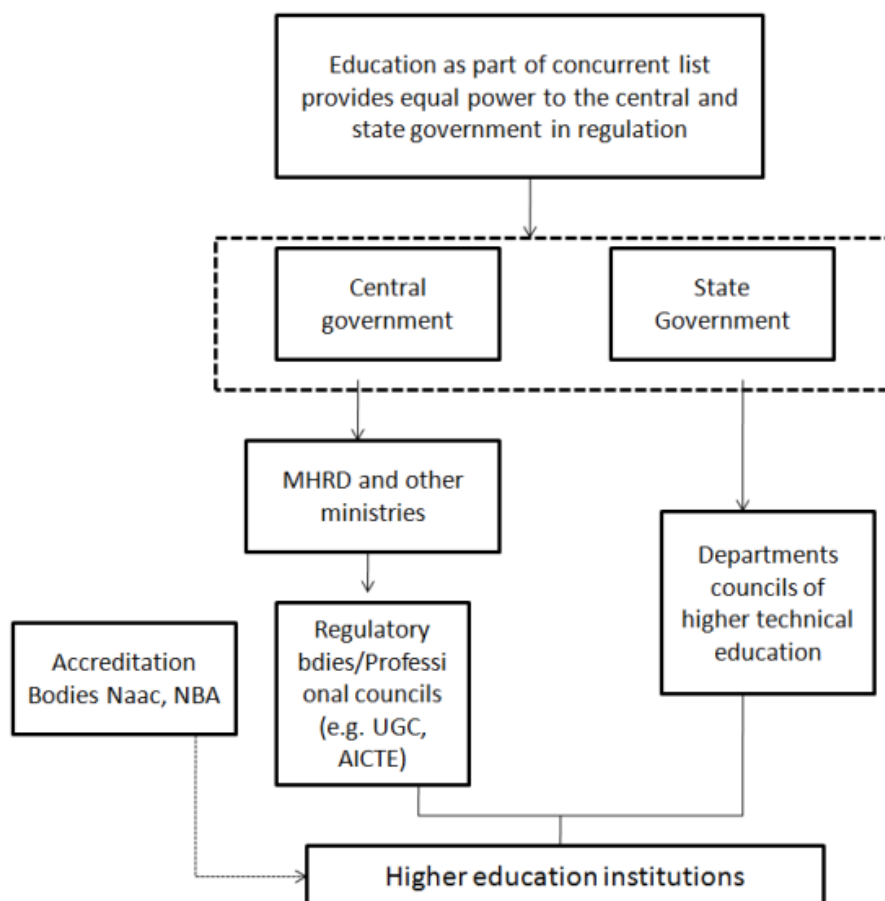 Education as part of concurrent list
provides equal power to the central and
state government in regulation
Central
government
State
Government
MHRD and other
ministries
Departments
councils of
higher technical
education
Regulatory
bdies/Professi
onal councils
(e.g. UGC,
AICTE)
Accreditation
Bodies Naac, NBA
Higher education institutions